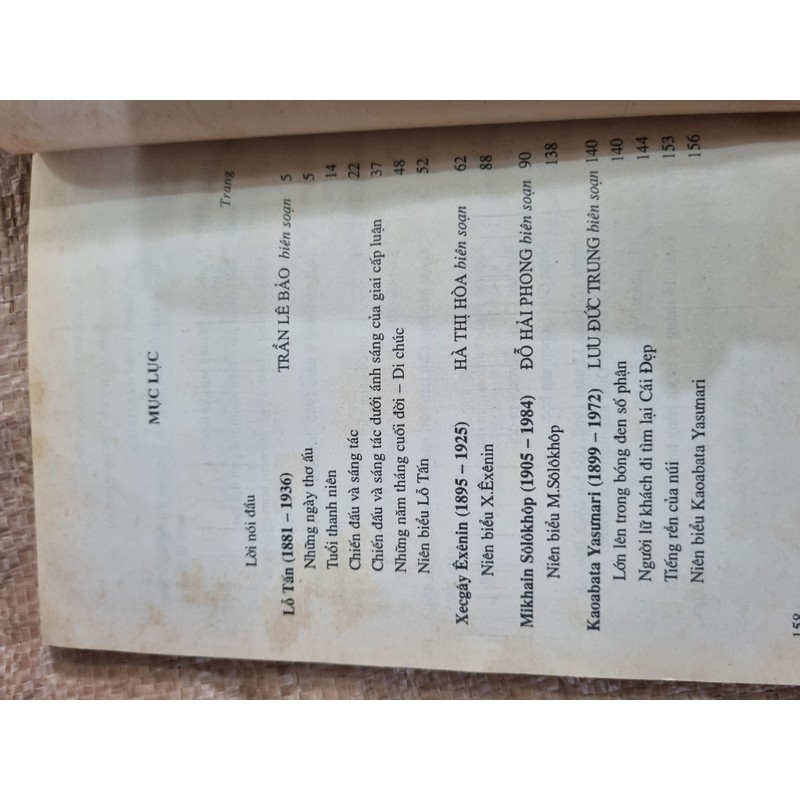 MỤC LỤC
Trang
Lời nói đầu
Lỗ Tấn (1881 – 1936) TRẦN LÊ BẢO biên soạn 5
Những ngày thơ ấu 5
Tuổi thanh niên 14
Chiến đấu và sáng tác 22
Chiến đấu và sáng tác dưới ánh sáng của giai cấp luận 37
Những năm tháng cuối đời – Di chúc 48
Niên biểu Lỗ Tấn 52
Xecgây Êxênin (1895 – 1925) HÀ THỊ HÒA biên soạn 62
Niên biểu X.Êxênin 88
Mikhain Sôlôkhôp (1905 – 1984) ĐỖ HẢI PHONG biên soạn 90
Niên biểu M.Sôlôkhôp 138
Kaoabata Yasunari (1899 – 1972) LƯU ĐỨC TRUNG biên soạn 140
Lớn lên trong bóng đen số phận 140
Người lữ khách đi tìm lại Cái Đẹp 144
Tiếng rền của núi 153
Niên biểu Kaoabata Yasunari 156